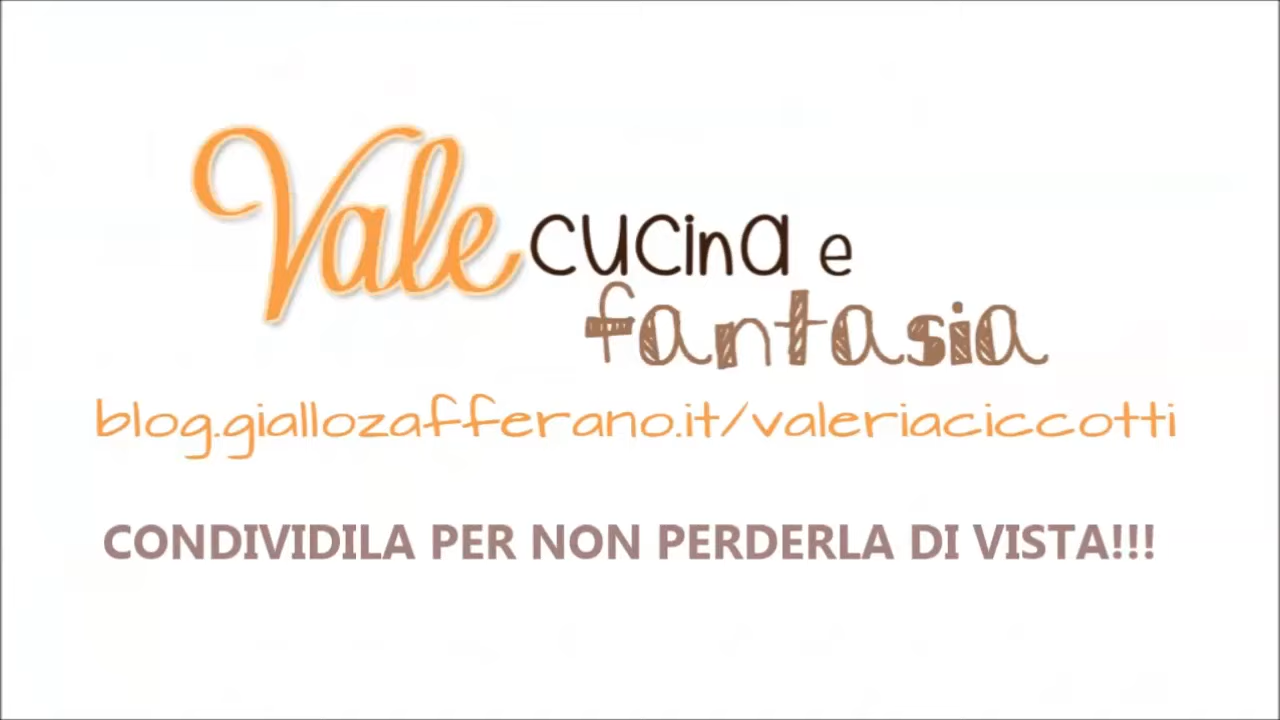 Vale cucina e
fantasia
blog.giallozafferano.it/valeriaciccotti
CONDIVIDILA PER NON PERDERLA DI VISTA!!!